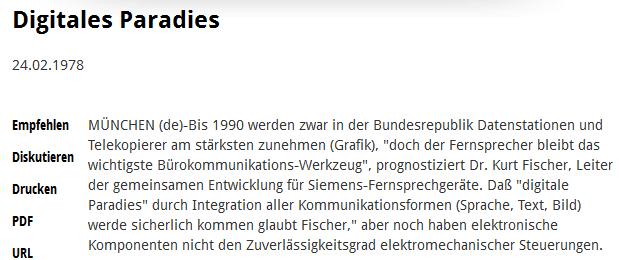 Digitales Paradies
24.02.1978
Empfehlen
Diskutieren
Drucken
PDF
URL
MÜNCHEN (de)-Bis 1990 werden zwar in der Bundesrepublik Datenstationen und
Telekopierer am stärksten zunehmen (Grafik), "doch der Fernsprecher bleibt das
wichtigste Bürokommunikations-Werkzeug", prognostiziert Dr. Kurt Fischer, Leiter
der gemeinsamen Entwicklung für Siemens-Fernsprechgeräte. Daß "digitale
Paradies" durch Integration aller Kommunikationsformen (Sprache, Text, Bild)
werde sicherlich kommen glaubt Fischer," aber noch haben elektronische
Komponenten nicht den Zuverlässigkeitsgrad elektromechanischer Steuerungen.